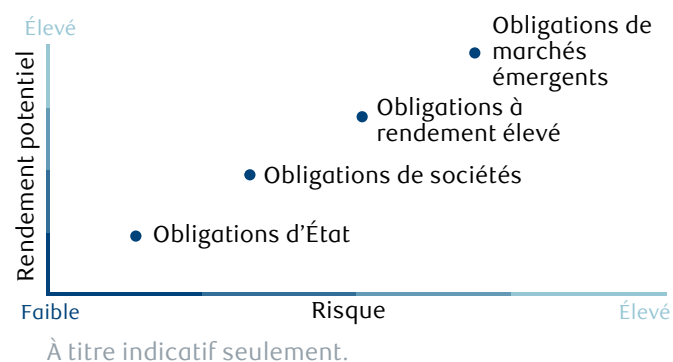 Élevé
Rendement potentiel
Obligations de
marchés
émergents
Obligations à
rendement élevé
Obligations de sociétés
Obligations d’État
Faible
Risque
Élevé
À titre indicatif seulement.